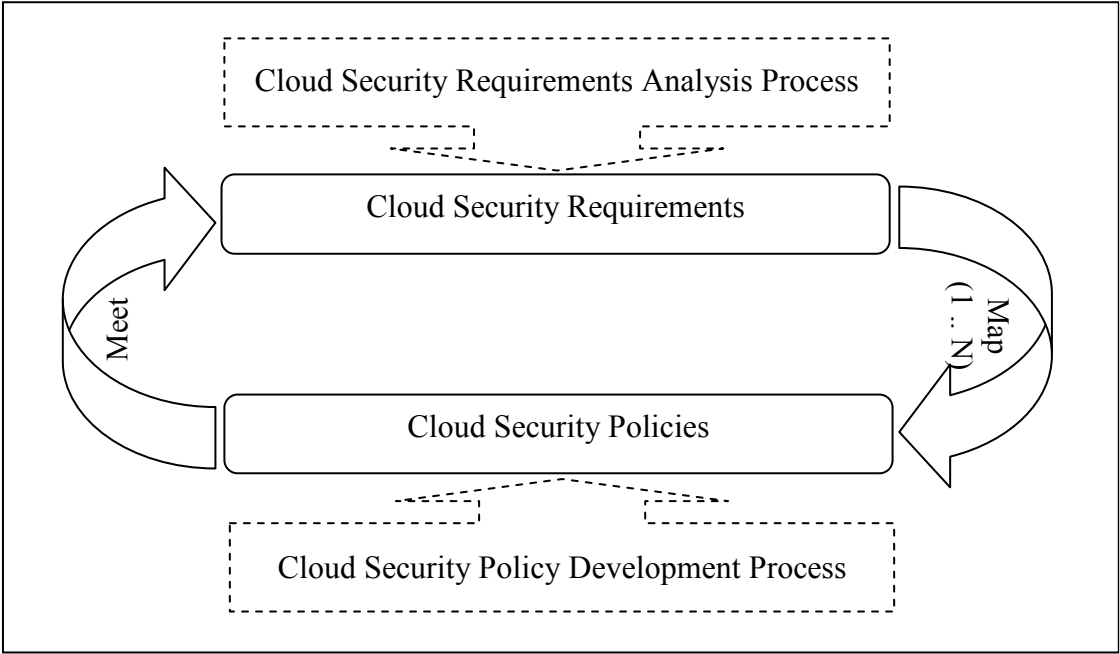 Cloud Security Requirements Analysis Process
Cloud Security Requirements
Meet
Map
(1 .. N)
Cloud Security Policies
Cloud Security Policy Development Process